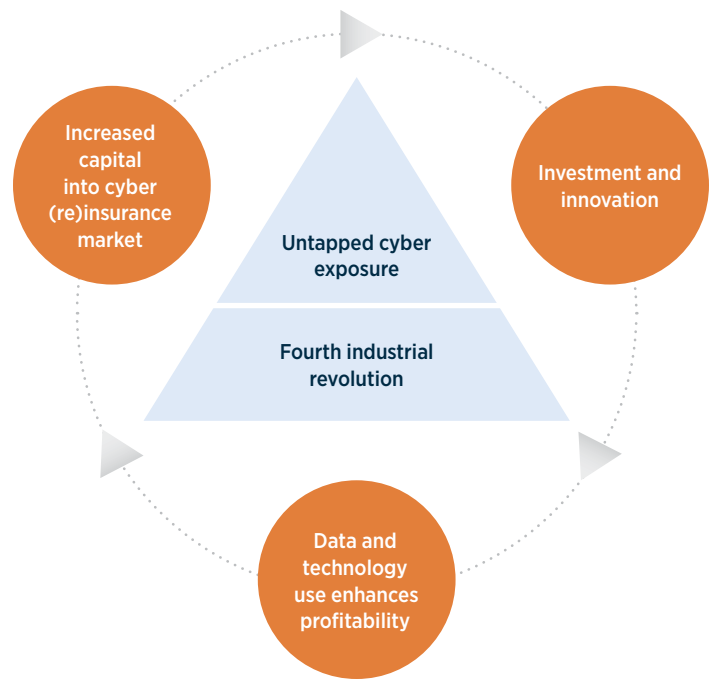 Increased
capital
into cyber
(re)insurance
market
Investment and
innovation
Untapped cyber
exposure
Fourth industrial
revolution
Data and
technology
use enhances
profitability